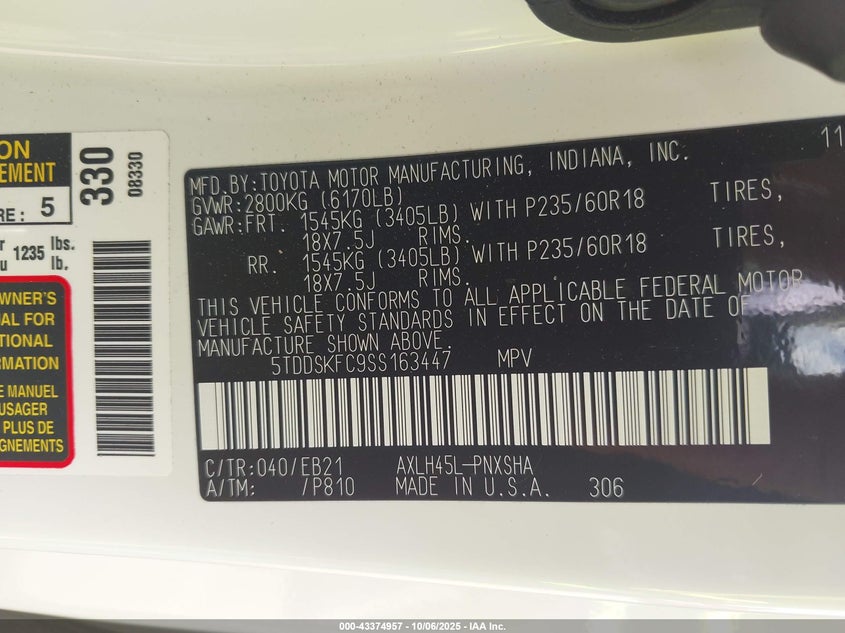 ON
EMENT
RE: 5
330
08330
r 1235 lbs.
u lb.
WNER'S
AL FOR
TIONAL
RMATION
E MANUEL
USAGER
PLUS DE
GNEMENTS
11
MFD.BY:TOYOTA MOTOR MANUFACTURING, INDIANA, INC.
GVWR:2800KG (6170LB)
GAWR:FRT. 1545KG (3405LB) WITH P235/60R18 TIRES,
18X7.5J RIMS.
RR. 1545KG (3405LB) WITH P235/60R18 TIRES,
18X7.5J RIMS.
THIS VEHICLE CONFORMS TO ALL APPLICABLE FEDERAL MOTOR
VEHICLE SAFETY STANDARDS IN EFFECT ON THE DATE OF
MANUFACTURE SHOWN ABOVE.
5TDDSKFC9SS163447 MPV
C/TR:040/EB21 AXLH45L-PNXSHA
A/TM: /P810 MADE IN U.S.A. 306
000-43374957 - 10/06/2025 - IAA Inc.